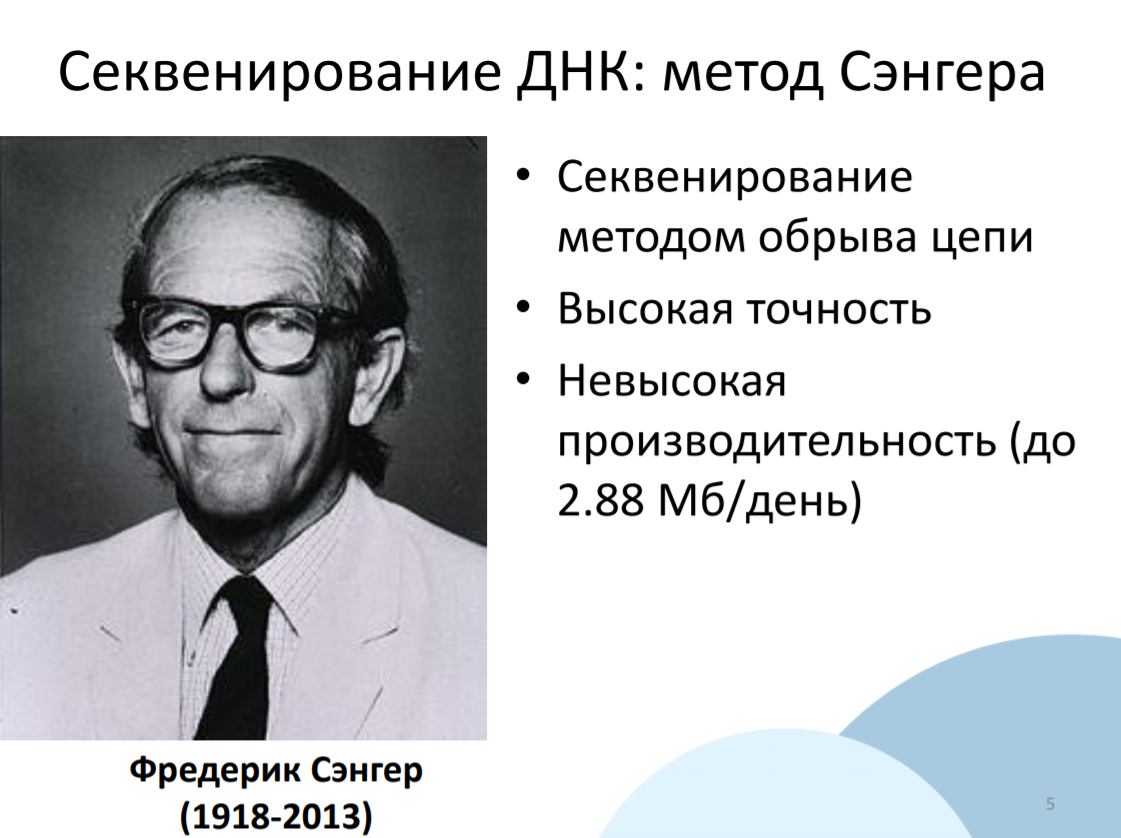 Секвенирование ДНК: метод Сэнгера
• Секвенирование
методом обрыва цепи
• Высокая точность
• Невысокая
производительность (до
2.88 Мб/день)
Фредерик Сэнгер
(1918-2013)
5